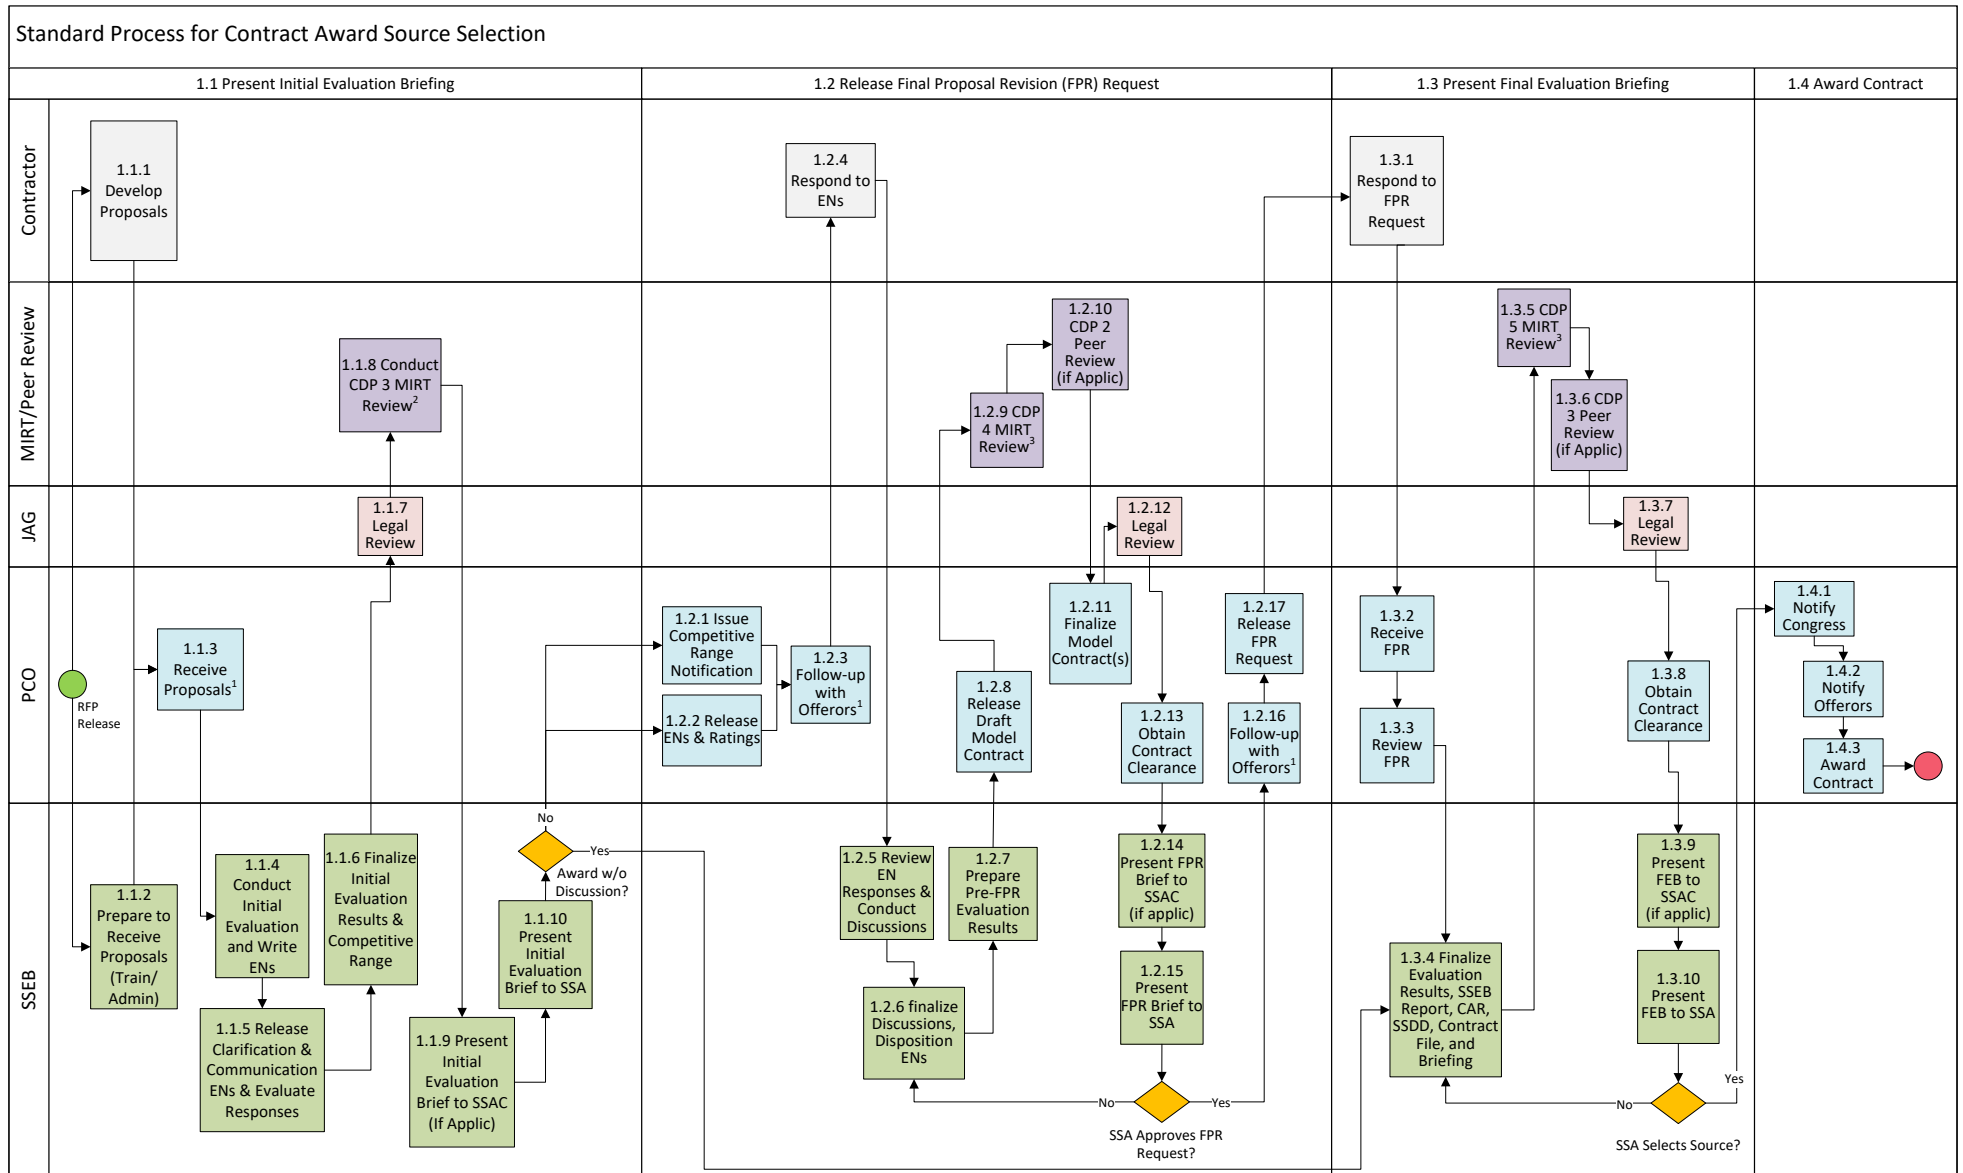 Standard Process for Contract Award Source Selection
1.1 Present Initial Evaluation Briefing
1.2 Release Final Proposal Revision (FPR) Request
1.3 Present Final Evaluation Briefing
1.4 Award Contract
Contractor
1.1.1
Develop
Proposals
1.2.4
Respond to
ENs
1.3.1
Respond to
FPR
Request
MIRT/Peer Review
1.1.8 Conduct
CDP 3 MIRT
Review2
1.2.9 CDP
4 MIRT
Review3
1.2.10
CDP 2
Peer
Review
(if Applic)
1.3.5 CDP
5 MIRT
Review3
1.3.6 CDP
3 Peer
Review
(if Applic)
JAG
1.1.7
Legal
Review
1.2.12
Legal
Review
1.3.7
Legal
Review
PCO
RFP
Release
1.1.3
Receive
Proposals1
1.2.1 Issue
Competitive
Range
Notification
1.2.2 Release
ENs & Ratings
1.2.3
Follow-up
with
Offerors1
1.2.8
Release
Draft
Model
Contract
1.2.11
Finalize
Model
Contract(s)
1.2.13
Obtain
Contract
Clearance
1.2.17
Release
FPR
Request
1.2.16
Follow-up
with
Offerors1
1.3.2
Receive
FPR
1.3.3
Review
FPR
1.3.8
Obtain
Contract
Clearance
1.4.1
Notify
Congress
1.4.2
Notify
Offerors
1.4.3
Award
Contract
SSEB
1.1.2
Prepare to
Receive
Proposals
(Train/
Admin)
1.1.4
Conduct
Initial
Evaluation
and Write
ENs
1.1.5 Release
Clarification &
Communication
ENs & Evaluate
Responses
1.1.6 Finalize
Initial
Evaluation
Results &
Competitive
Range
1.1.9 Present
Initial
Evaluation
Brief to SSAC
(If Applic)
1.1.10
Present
Initial
Evaluation
Brief to SSA
No
Yes
Award w/o
Discussion?
1.2.5 Review
EN
Responses &
Conduct
Discussions
1.2.6 finalize
Discussions,
Disposition
ENs
1.2.7
Prepare
Pre-FPR
Evaluation
Results
1.2.14
Present FPR
Brief to
SSAC
(if applic)
1.2.15
Present
FPR Brief to
SSA
No
Yes
SSA Approves FPR
Request?
1.3.4 Finalize
Evaluation
Results, SSEB
Report, CAR,
SSDD, Contract
File, and
Briefing
1.3.9
Present
FEB to
SSAC
(if applic)
1.3.10
Present
FEB to SSA
No
Yes
SSA Selects Source?